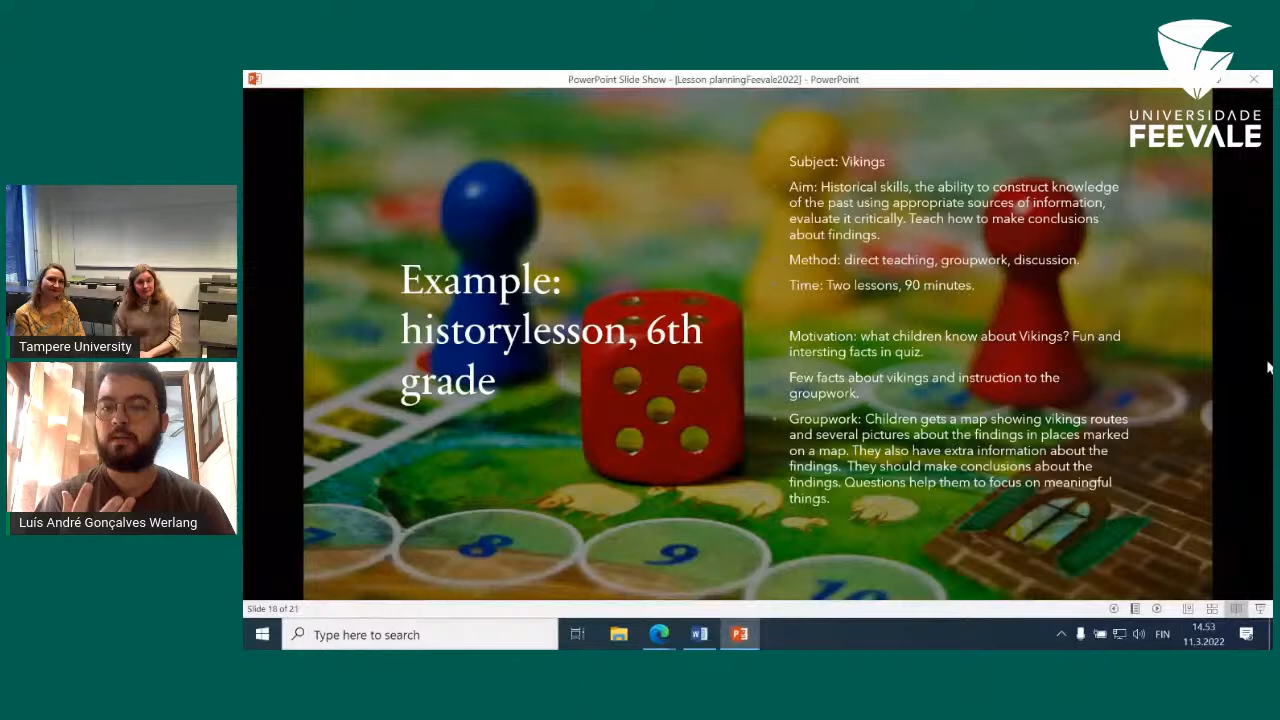 PowerPoint Slide Show - [Lesson planningFeevale2022] - PowerPoint
UNIVERSIDADE
FEEVALE
Example:
historylesson, 6th
grade
Subject: Vikings
Aim: Historical skills, the ability to construct knowledge
of the past using appropriate sources of information,
evaluate it critically. Teach how to make conclusions
about findings.
Method: direct teaching, groupwork, discussion.
Time: Two lessons, 90 minutes.
Motivation: what children know about Vikings? Fun and
intersting facts in quiz.
Few facts about vikings and instruction to the
groupwork.
Groupwork: Children gets a map showing vikings routes
and several pictures about the findings in places marked
on a map. They also have extra information about the
findings. They should make conclusions about the
findings. Questions help them to focus on meaningful
things.
7
8
9
10
Tampere University
Luís André Gonçalves Werlang
Slide 18 of 21
Type here to search
FIN
14.53
11.3.2022